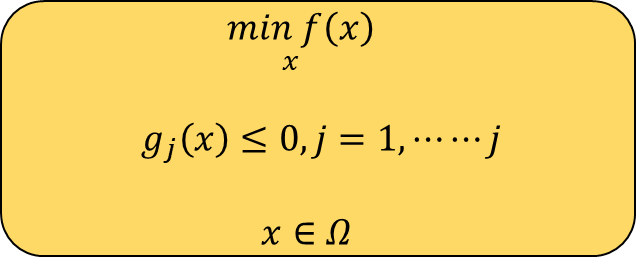 min f(x)
x
g_j(x) ≤ 0, j = 1, ⋯⋯ j
x ∈ Ω